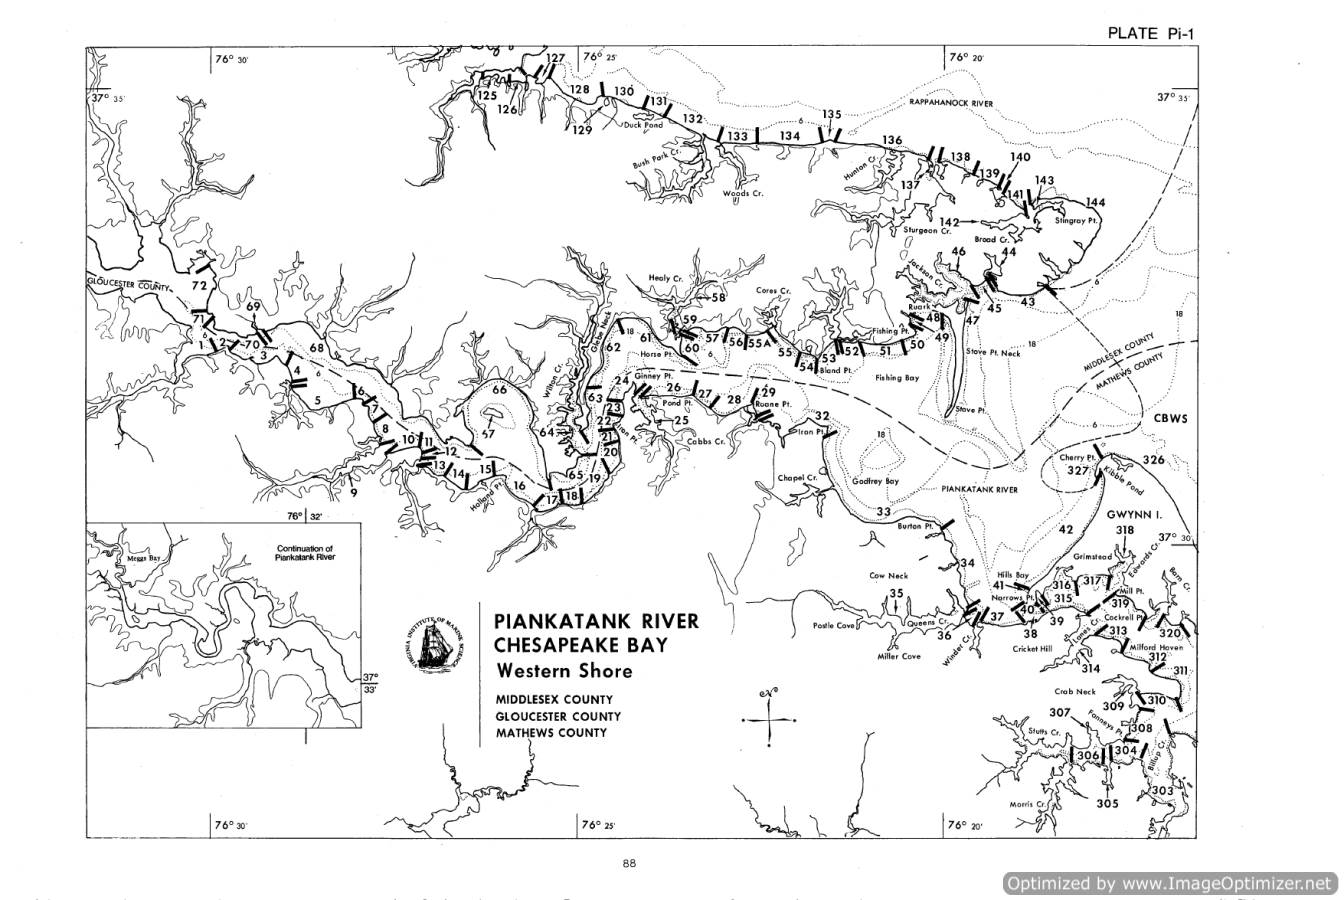 PLATE Pi-1
76° 30'
76° 25'
76° 20'
37° 35'
37° 35'
127
125
126
128
130
131
129
Duck Pond
132
133
134
135
136
RAPPAHANOCK RIVER
6
Bush Park Cr.
Woods Cr.
Hunton Cr.
137
138
139
140
141
143
144
142
Sturgeon Cr.
Broad Cr.
Stingray Pt.
GLOUCESTER COUNTY
72
71
69
70
1
2
3
4
5
6
68
6
7
8
9
10
11
12
13
14
15
16
17
18
19
20
21
22
23
24
Holland Pt.
66
67
65
64
63
62
61
18
Wilton Cr.
Glebe Neck
Iron Pt.
Healy Cr.
58
59
60
Horse Pt.
6
57
56
55A
55
54
53
52
51
50
49
48
47
46
45
44
43
Cores Cr.
Bland Pt.
Fishing Pt.
Fishing Bay
Ruark
Jackson Cr.
Stove Pt. Neck
Stove Pt.
18
6
18
MIDDLESEX COUNTY
MATHEWS COUNTY
CBWS
Ginney Pt.
26
27
28
29
Pond Pt.
25
Cobbs Cr.
Roane Pt.
32
Iron Pt.
18
Chapel Cr.
Godfrey Bay
33
PIANKATANK RIVER
Burton Pt.
6
Cherry Pt.
327
326
Kibble Pond
GWYNN I.
318
42
37° 30'
Grimstead
Edwards Cr.
34
Hills Bay
41
Narrows Pt.
316
317
315
Barn Cr.
Mill Pt.
319
Cow Neck
35
Postle Cove
Queens Cr.
36
Miller Cove
Winder Cr.
37
40
38
39
Cricket Hill
Lanes Cr.
Cockrell Pt.
313
320
314
Milford Haven
312
311
Crab Neck
309
310
307
Fanneys Pt.
308
Stutts Cr.
306
304
Billup Cr.
305
303
Morris Cr.
76° 32'
Continuation of
Piankatank River
Meggs Bay
37°
33'
VIRGINIA INSTITUTE OF MARINE SCIENCE
PIANKATANK RIVER
CHESAPEAKE BAY
Western Shore
MIDDLESEX COUNTY
GLOUCESTER COUNTY
MATHEWS COUNTY
N
76° 30'
76° 25'
76° 20'
88
Optimized by www.ImageOptimizer.net